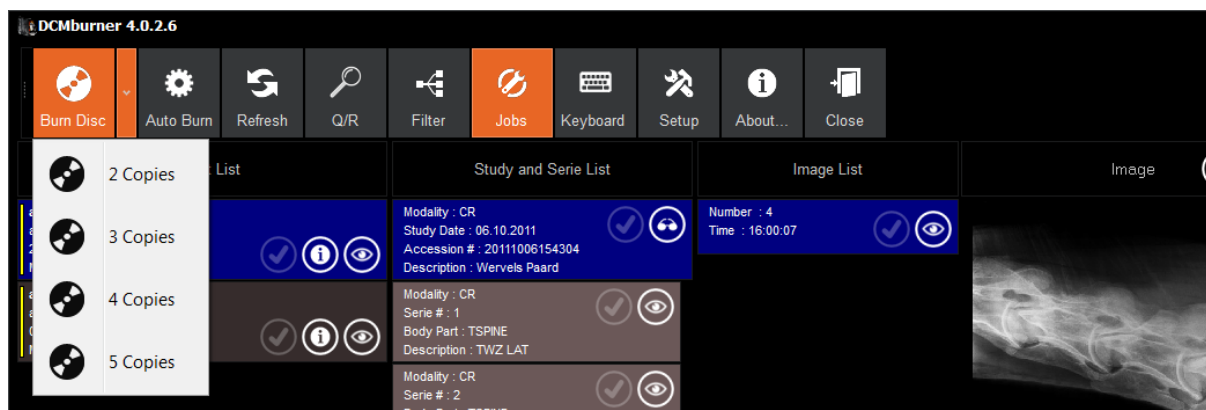 DCMburner 4.0.2.6
Burn Disc
Auto Burn
Refresh
Q/R
Filter
Jobs
Keyboard
Setup
About...
Close
2 Copies
3 Copies
4 Copies
5 Copies
List
Study and Serie List
Image List
Image
Modality : CR
Study Date : 06.10.2011
Accession # : 20111006154304
Description : Wervels Paard
Number : 4
Time : 16:00:07
Modality : CR
Serie # : 1
Body Part : TSPINE
Description : TWZ LAT
Modality : CR
Serie # : 2